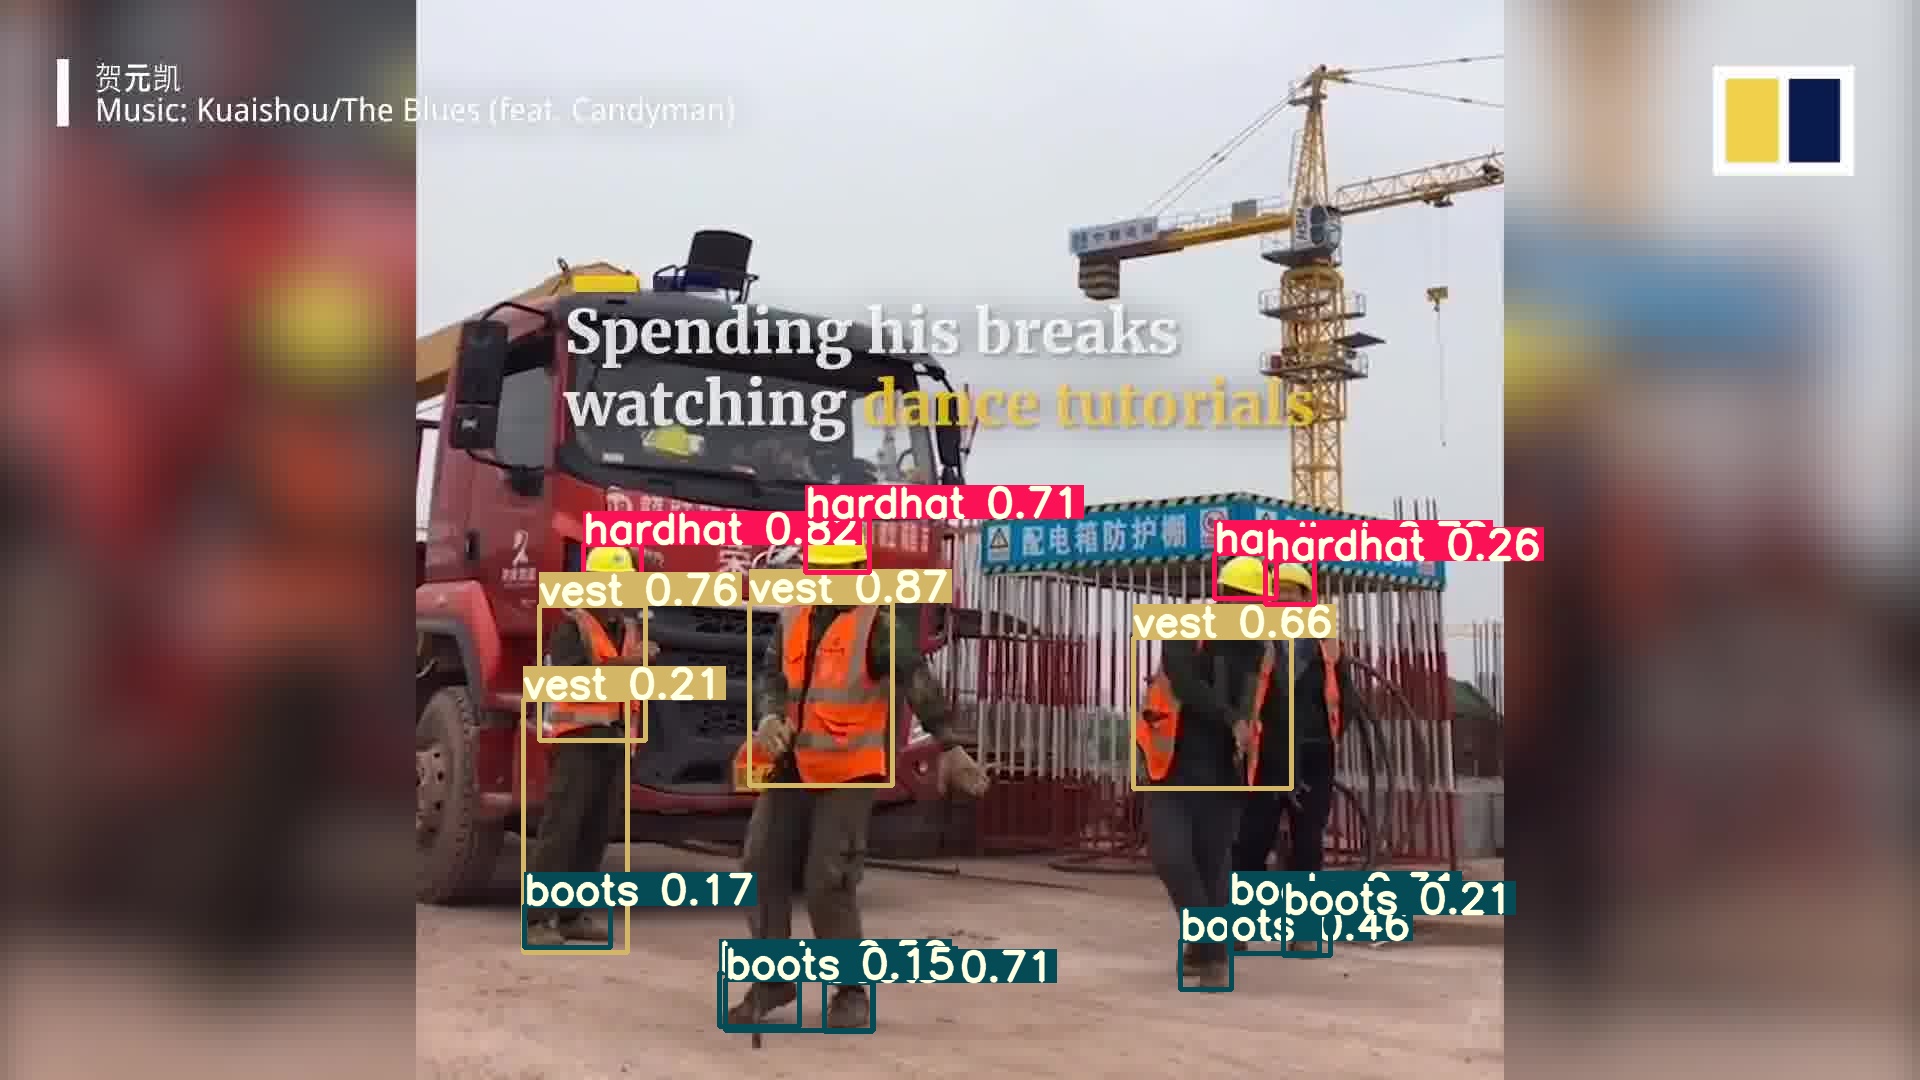 贺元凯
Music: Kuaishou/The Blues (feat. Candyman)
Spending his breaks
watching dance tutorials
hardhat 0.71
hardhat 0.82
hardhat 0.26
配电箱防护棚
vest 0.76
vest 0.87
vest 0.66
vest 0.21
boots 0.17
boots 0.21
boots 0.46
boots 0.15
0.71